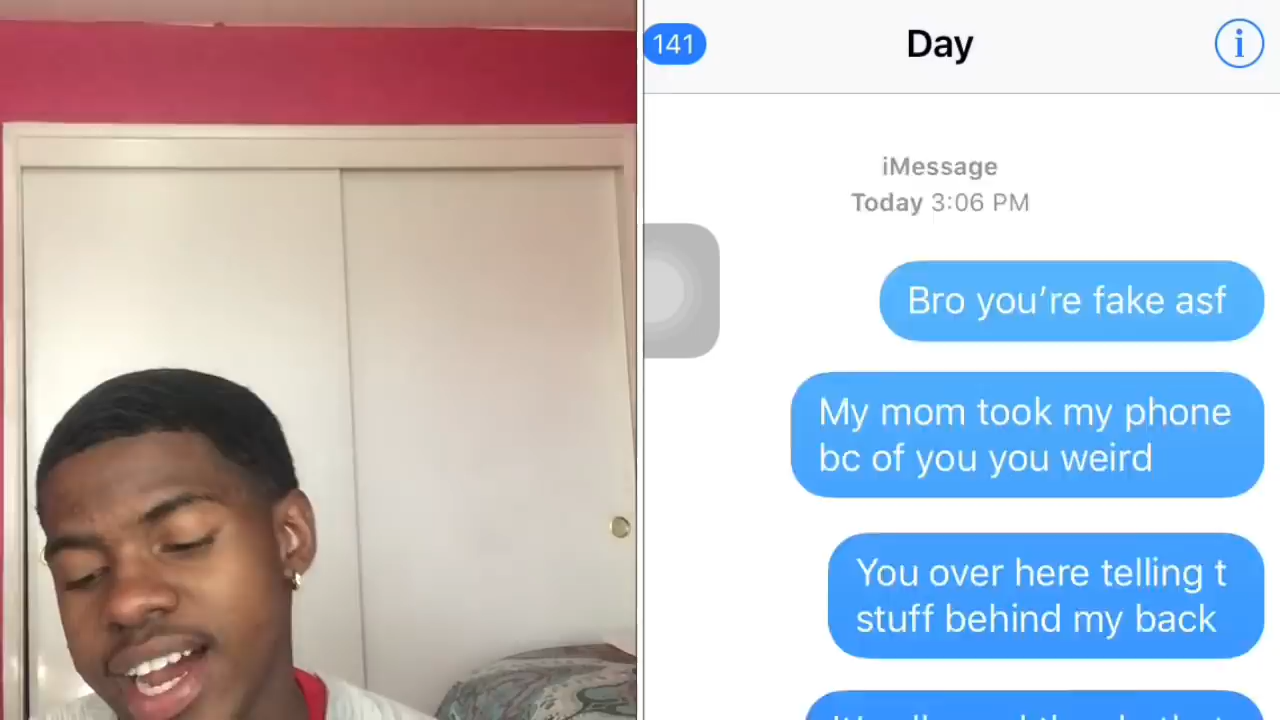 141
Day
iMessage
Today 3:06 PM
Bro you’re fake asf
My mom took my phone
bc of you you weird
You over here telling t
stuff behind my back